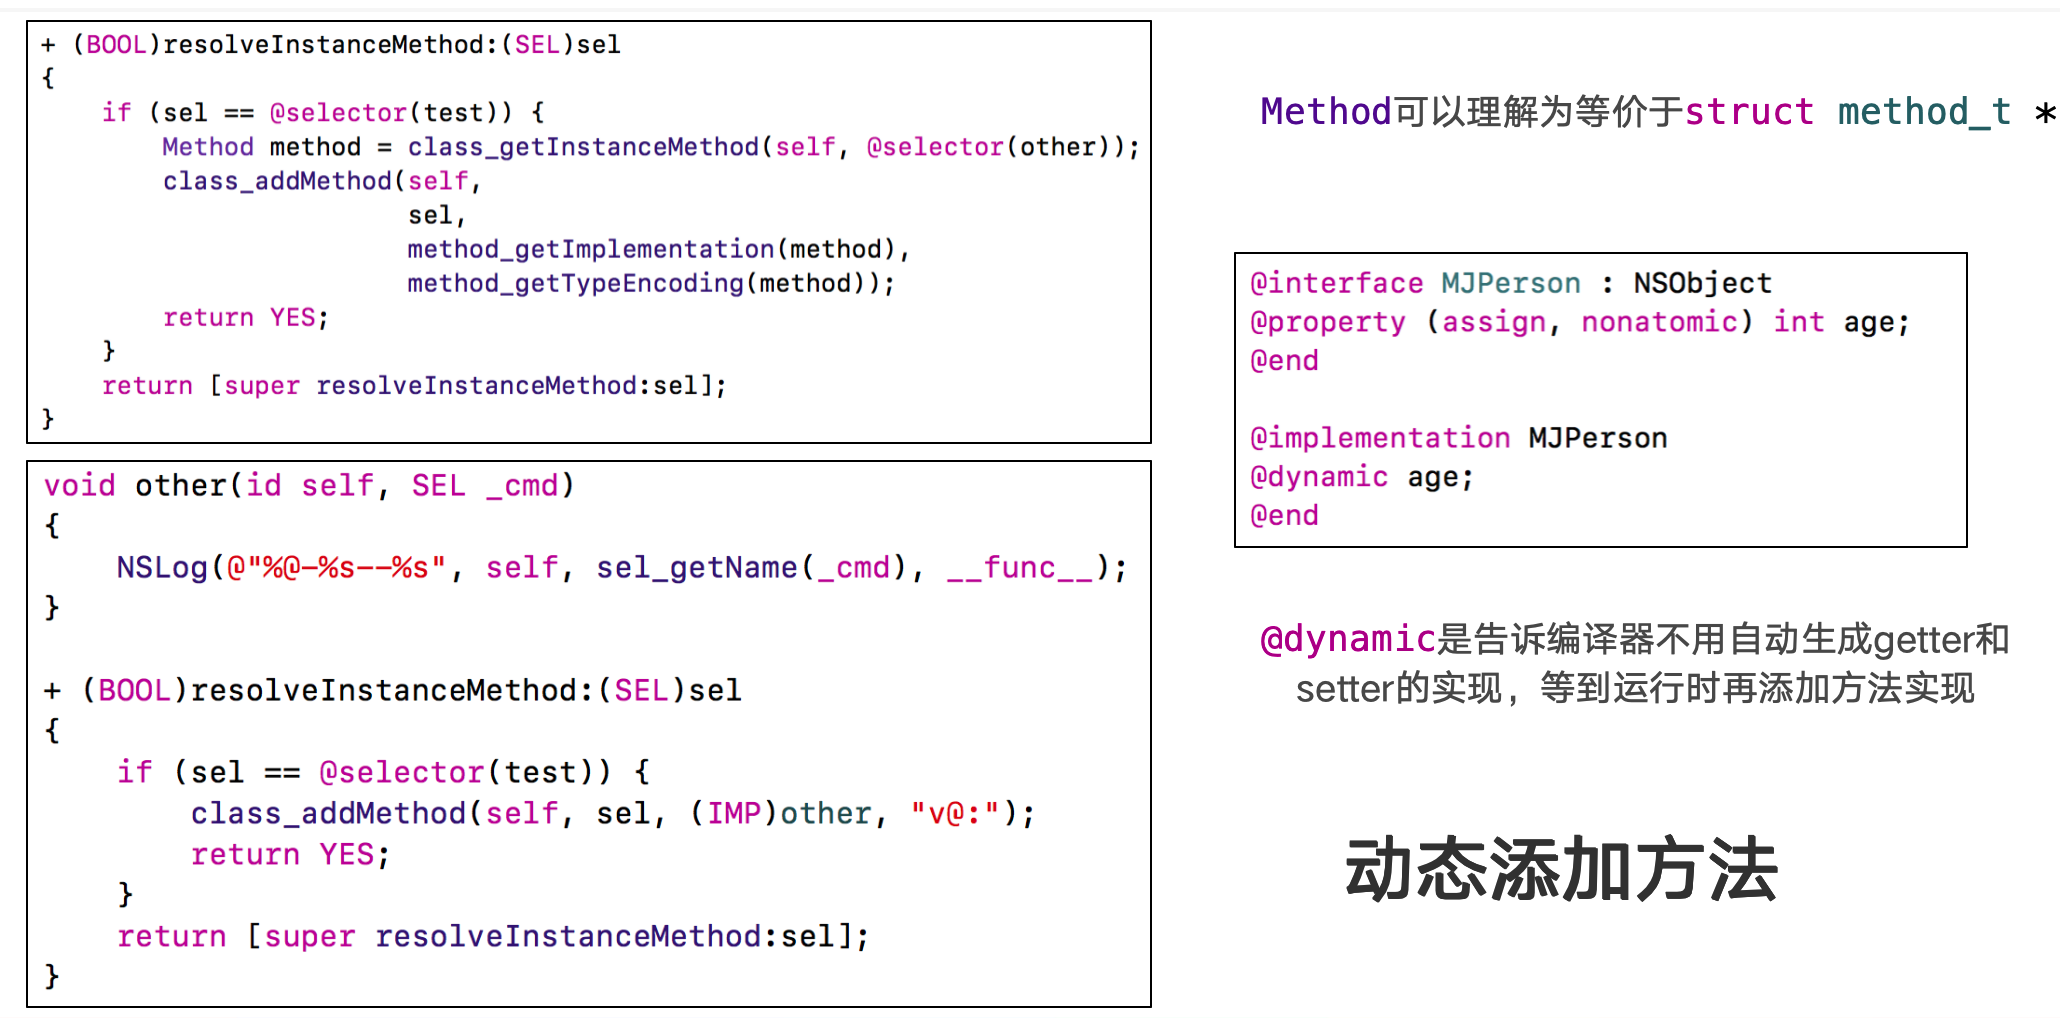 + (BOOL)resolveInstanceMethod:(SEL)sel
{
    if (sel == @selector(test)) {
        Method method = class_getInstanceMethod(self, @selector(other));
        class_addMethod(self,
                        sel,
                        method_getImplementation(method),
                        method_getTypeEncoding(method));
        return YES;
    }
    return [super resolveInstanceMethod:sel];
}
void other(id self, SEL _cmd)
{
    NSLog(@"%@-%s--%s", self, sel_getName(_cmd), __func__);
}
+ (BOOL)resolveInstanceMethod:(SEL)sel
{
    if (sel == @selector(test)) {
        class_addMethod(self, sel, (IMP)other, "v@:");
        return YES;
    }
    return [super resolveInstanceMethod:sel];
}
Method可以理解为等价于struct method_t *
@interface MJPerson : NSObject
@property (assign, nonatomic) int age;
@end
@implementation MJPerson
@dynamic age;
@end
@dynamic是告诉编译器不用自动生成getter和
setter的实现，等到运行时再添加方法实现
动态添加方法